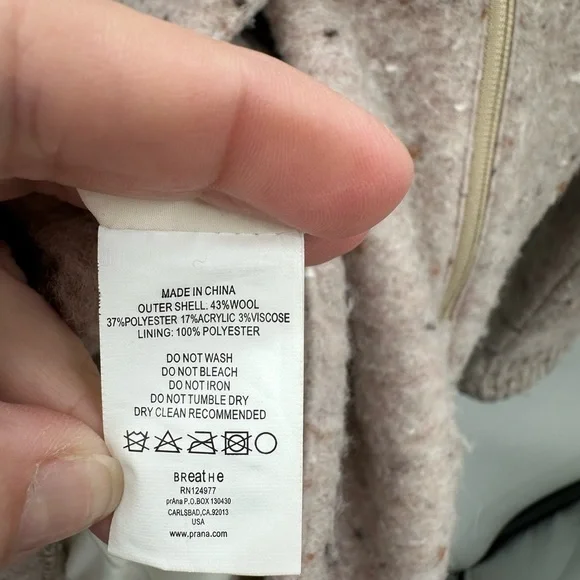 MADE IN CHINA
OUTER SHELL: 43%WOOL
37%POLYESTER 17%ACRYLIC 3%VISCOSE
LINING: 100% POLYESTER
DO NOT WASH
DO NOT BLEACH
DO NOT IRON
DO NOT TUMBLE DRY
DRY CLEAN RECOMMENDED
BReatHe
RN124977
prAna P.O.BOX 130430
CARLSBAD,CA.92013
USA
www.prana.com